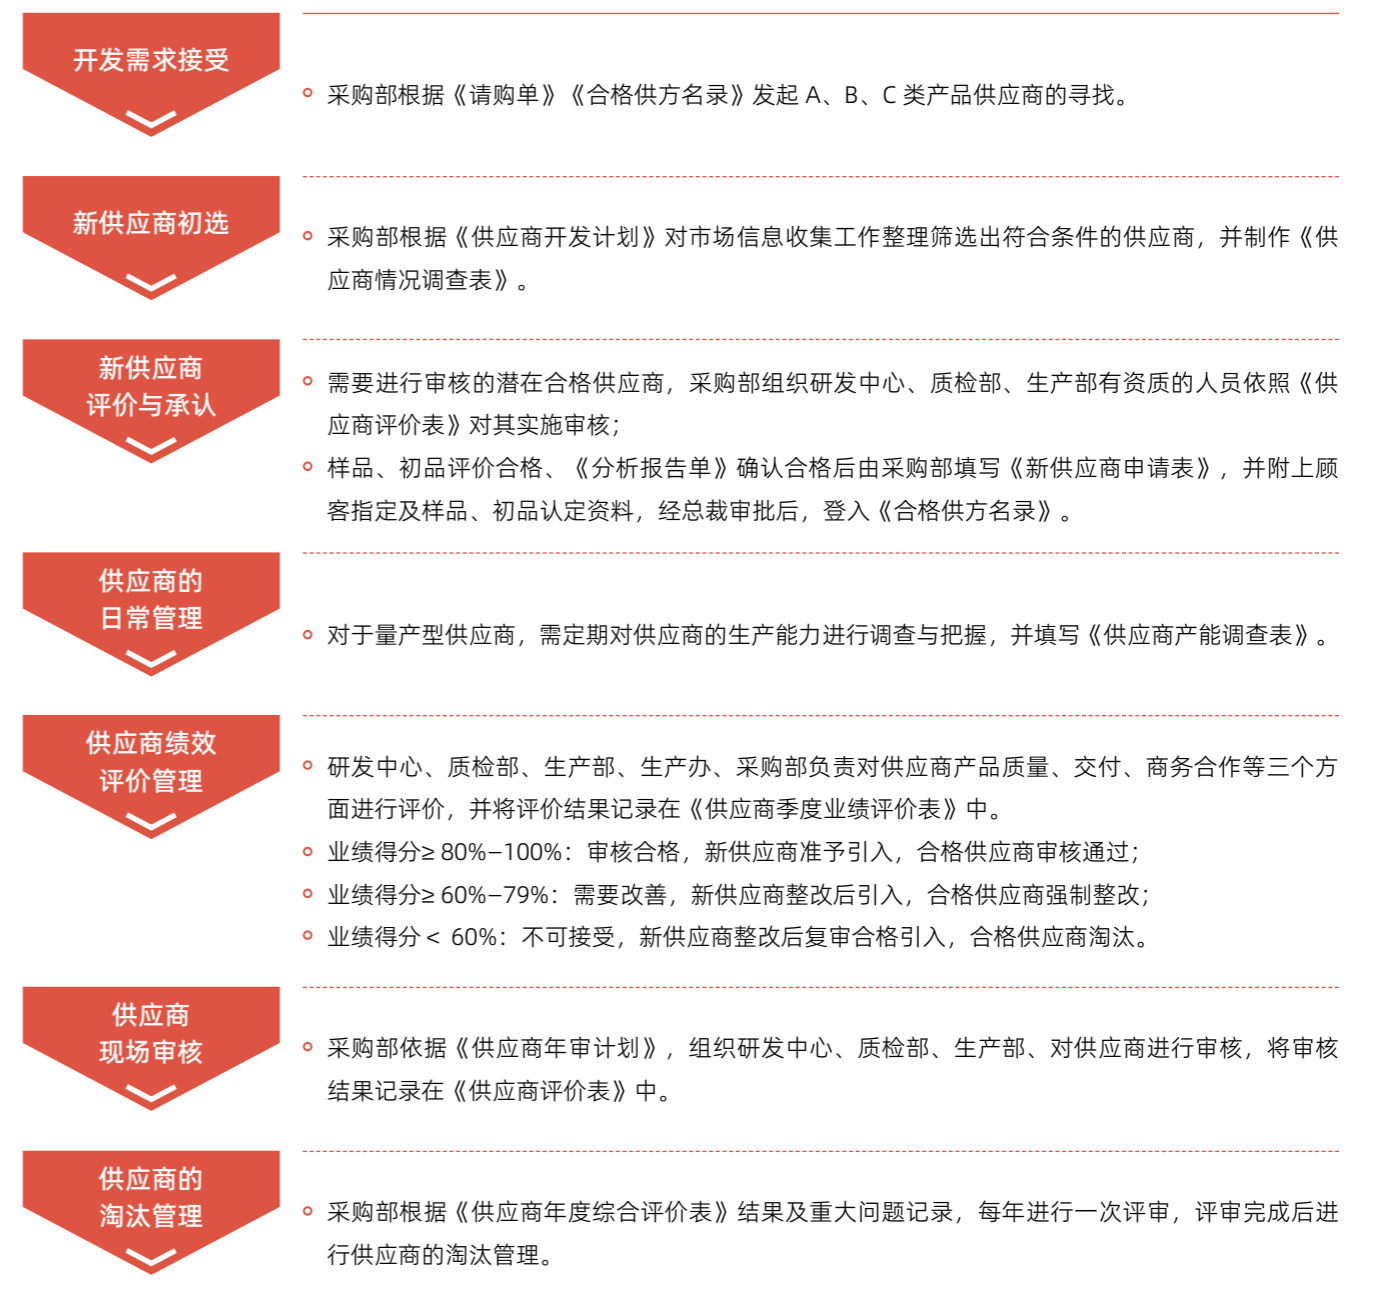 开发需求接受
采购部根据《请购单》《合格供方名录》发起 A、B、C 类产品供应商的寻找。
新供应商初选
采购部根据《供应商开发计划》对市场信息收集工作整理筛选出符合条件的供应商，并制作《供
应商情况调查表》。
新供应商
评价与承认
需要进行审核的潜在合格供应商，采购部组织研发中心、质检部、生产部有资质的人员依照《供
应商评价表》对其实施审核；
样品、初品评价合格、《分析报告单》确认合格后由采购部填写《新供应商申请表》，并附上顾
客指定及样品、初品认定资料，经总裁审批后，登入《合格供方名录》。
供应商的
日常管理
对于量产型供应商，需定期对供应商的生产能力进行调查与把握，并填写《供应商产能调查表》。
供应商绩效
评价管理
研发中心、质检部、生产部、生产办、采购部负责对供应商产品质量、交付、商务合作等三个方
面进行评价，并将评价结果记录在《供应商季度业绩评价表》中。
业绩得分≥ 80%–100%：审核合格，新供应商准予引入，合格供应商审核通过；
业绩得分≥ 60%–79%：需要改善，新供应商整改后引入，合格供应商强制整改；
业绩得分＜ 60%：不可接受，新供应商整改后复审合格引入，合格供应商淘汰。
供应商
现场审核
采购部依据《供应商年审计划》，组织研发中心、质检部、生产部、对供应商进行审核，将审核
结果记录在《供应商评价表》中。
供应商的
淘汰管理
采购部根据《供应商年度综合评价表》结果及重大问题记录，每年进行一次评审，评审完成后进
行供应商的淘汰管理。